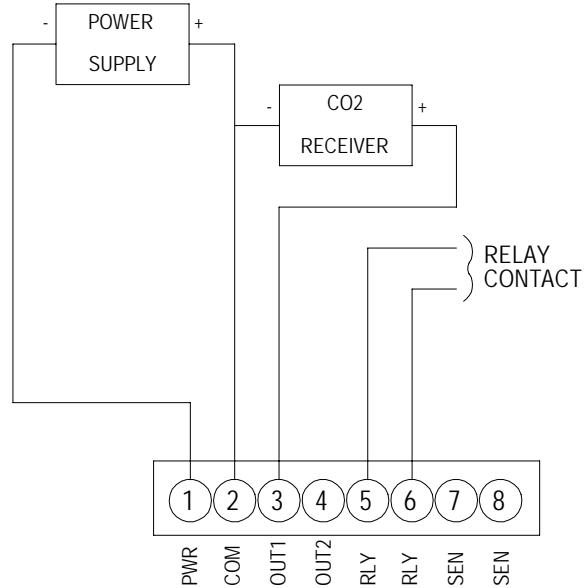 - POWER +
SUPPLY
- CO2 +
RECEIVER
RELAY
CONTACT
1 2 3 4 5 6 7 8
PWR COM OUT1 OUT2 RLY RLY SEN SEN